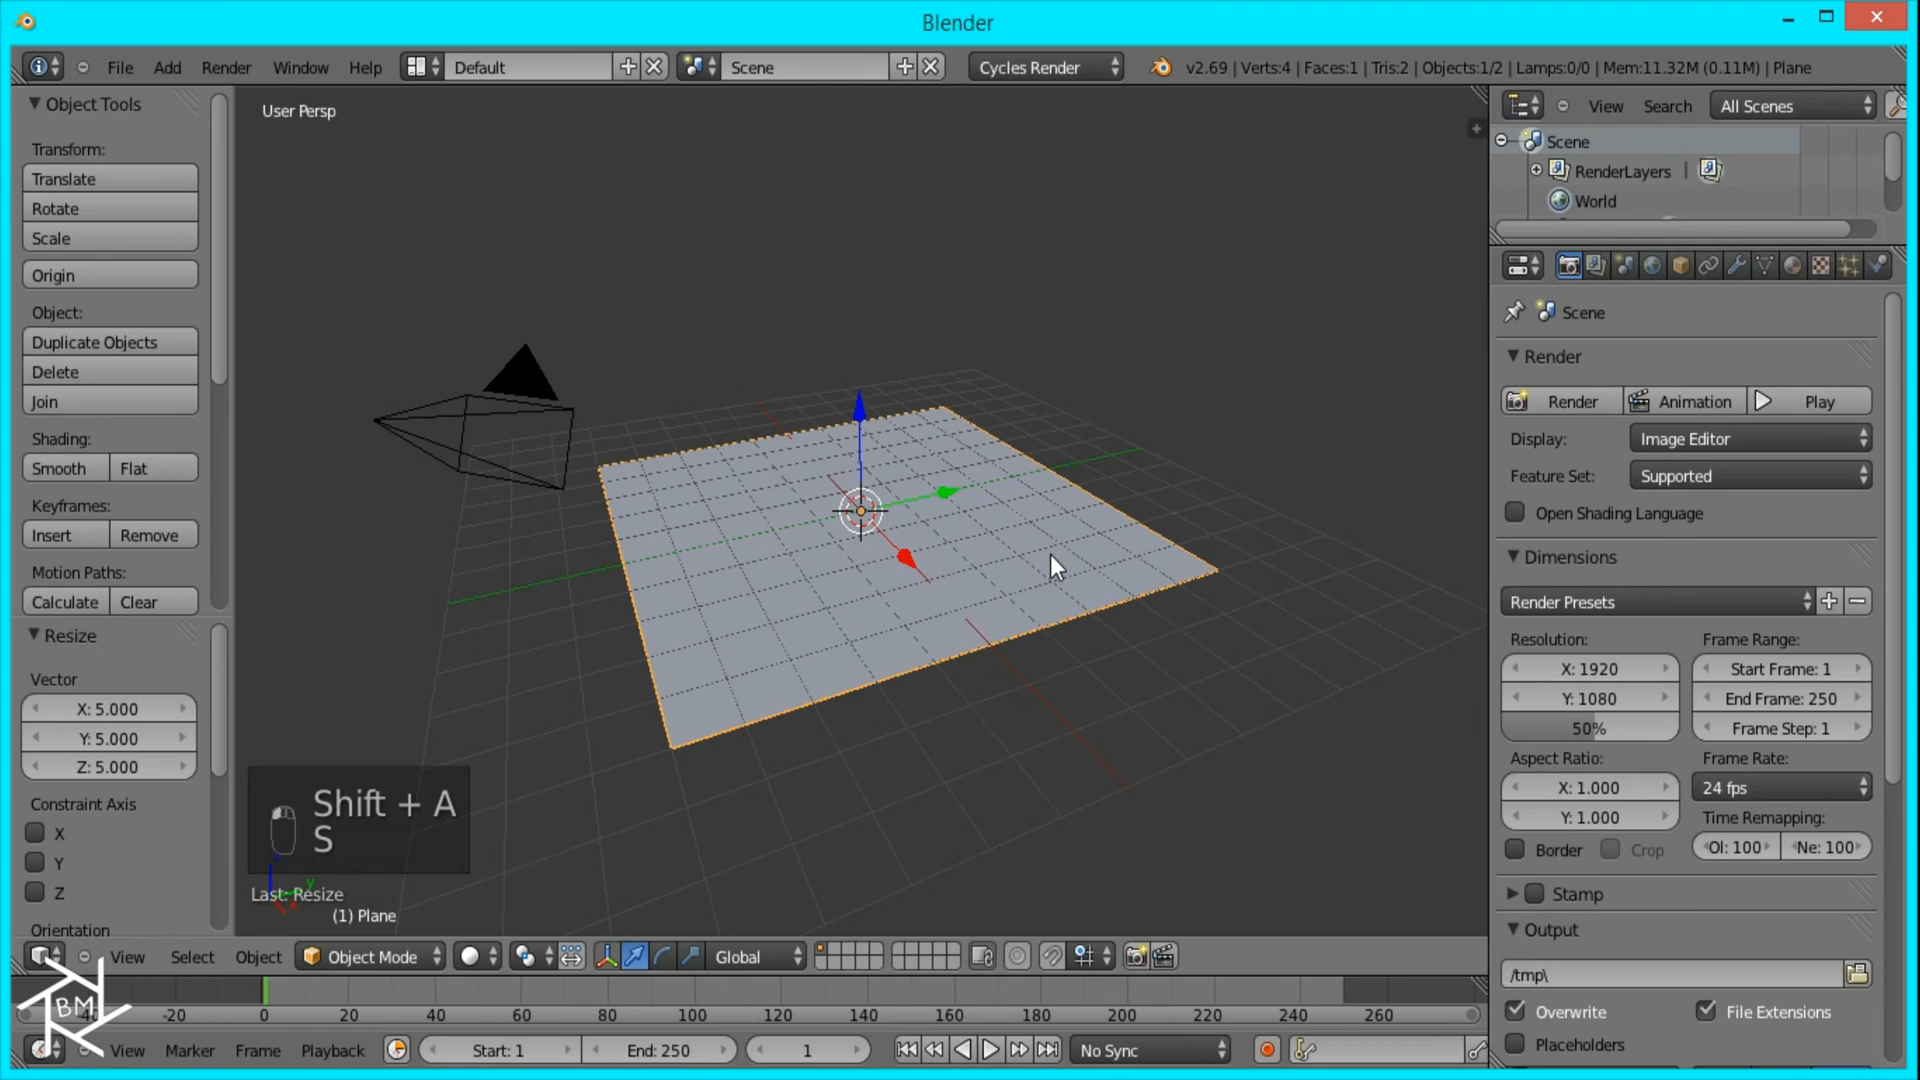 Blender
File Add Render Window Help Default Scene Cycles Render v2.69 | Verts:4 | Faces:1 | Tris:2 | Objects:1/2 | Lamps:0/0 | Mem:11.32M (0.11M) | Plane
Object Tools
Transform:
Translate
Rotate
Scale
Origin
Object:
Duplicate Objects
Delete
Join
Shading:
Smooth Flat
Keyframes:
Insert Remove
Motion Paths:
Calculate Clear
Resize
Vector
X: 5.000
Y: 5.000
Z: 5.000
Constraint Axis
X
Y
Z
Orientation
User Persp
Shift + A
S
y
Last: Resize
(1) Plane
View Search All Scenes
Scene
RenderLayers |
World
Scene
Render
Render Animation Play
Display: Image Editor
Feature Set: Supported
Open Shading Language
Dimensions
Render Presets
Resolution: Frame Range:
X: 1920 Start Frame: 1
Y: 1080 End Frame: 250
50% Frame Step: 1
Aspect Ratio: Frame Rate:
X: 1.000 24 fps
Y: 1.000 Time Remapping:
Border Crop Ol: 100 Ne: 100
Stamp
Output
/tmp\
Overwrite File Extensions
Placeholders
View Select Object Object Mode Global
BM
-40 -20 0 20 40 60 80 100 120 140 160 180 200 220 240 260
View Marker Frame Playback Start: 1 End: 250 1 No Sync